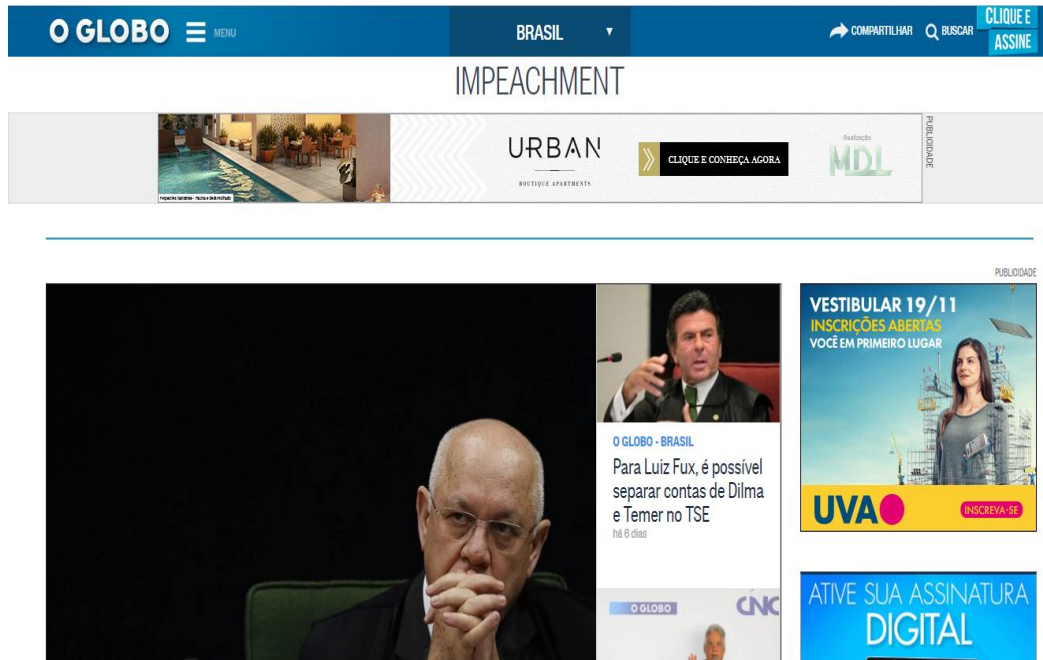 O GLOBO
MENU
BRASIL
COMPARTILHAR
BUSCAR
CLIQUE E
ASSINE
IMPEACHMENT
URBAN
BOUTIQUE APARTMENTS
CLIQUE E CONHEÇA AGORA
Realização
MDL
PUBLICIDADE
PUBLICIDADE
VESTIBULAR 19/11
INSCRIÇÕES ABERTAS
VOCÊ EM PRIMEIRO LUGAR
UVA
INSCREVA-SE
O GLOBO - BRASIL
Para Luiz Fux, é possível
separar contas de Dilma
e Temer no TSE
há 6 dias
O GLOBO
CNC
ATIVE SUA ASSINATURA
DIGITAL